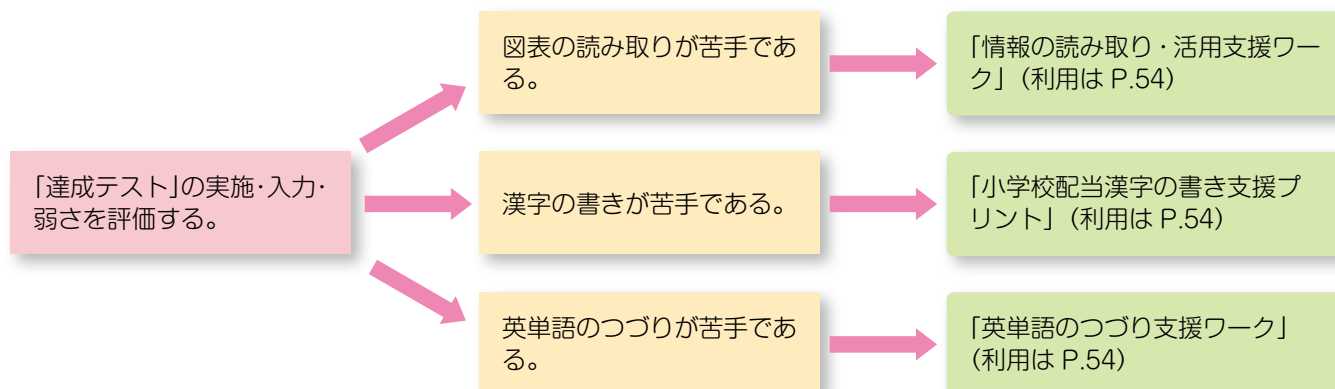 図表の読み取りが苦手であ
る。
「情報の読み取り・活用支援ワー
ク」（利用は P.54）
「達成テスト」の実施・入力・
弱さを評価する。
漢字の書きが苦手である。
「小学校配当漢字の書き支援プ
リント」（利用は P.54）
英単語のつづりが苦手であ
る。
「英単語のつづり支援ワーク」
（利用は P.54）